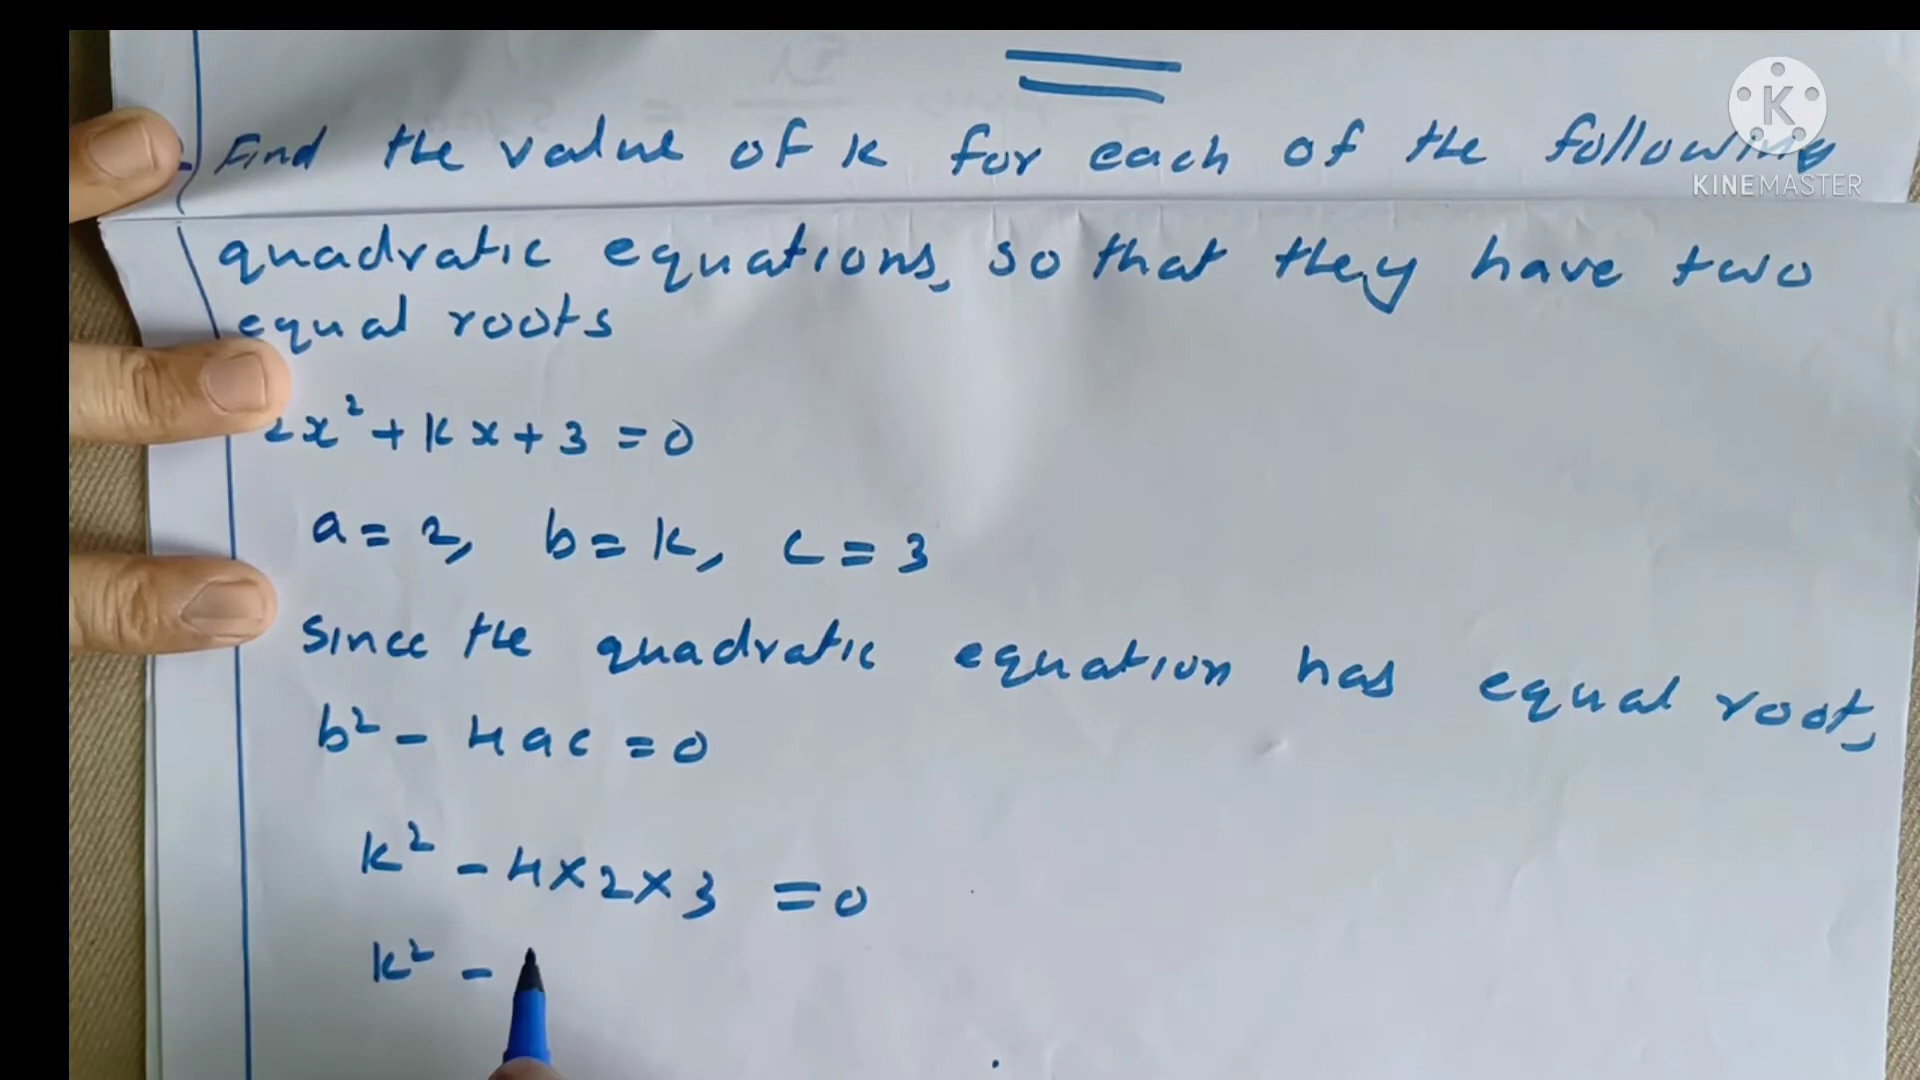 Find the value of k for each of the following
KINEMASTER
quadratic equations, so that they have two
equal roots
2x² + kx + 3 = 0
a = 2, b = k, c = 3
Since the quadratic equation has equal root,
b² - 4ac = 0
k² - 4×2×3 = 0
k² -